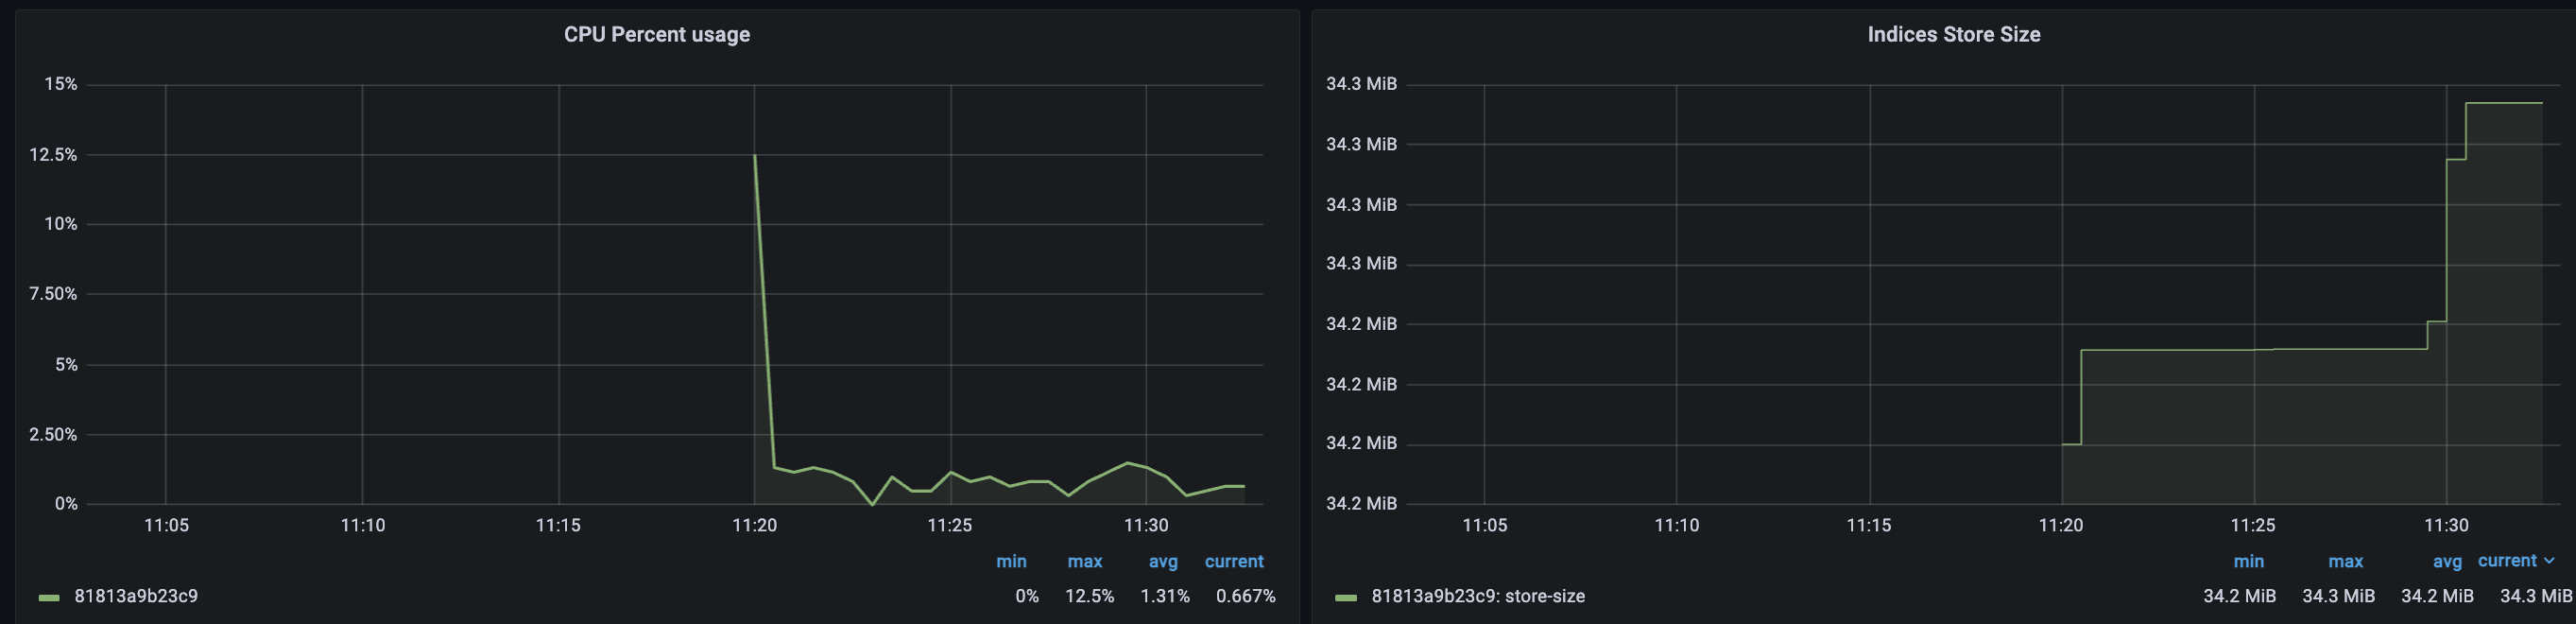 CPU Percent usage
15%
12.5%
10%
7.50%
5%
2.50%
0%
11:05 11:10 11:15 11:20 11:25 11:30
min max avg current
81813a9b23c9 0% 12.5% 1.31% 0.667%
Indices Store Size
34.3 MiB
34.3 MiB
34.3 MiB
34.3 MiB
34.2 MiB
34.2 MiB
34.2 MiB
34.2 MiB
11:05 11:10 11:15 11:20 11:25 11:30
min max avg current
81813a9b23c9: store-size 34.2 MiB 34.3 MiB 34.2 MiB 34.3 MiB